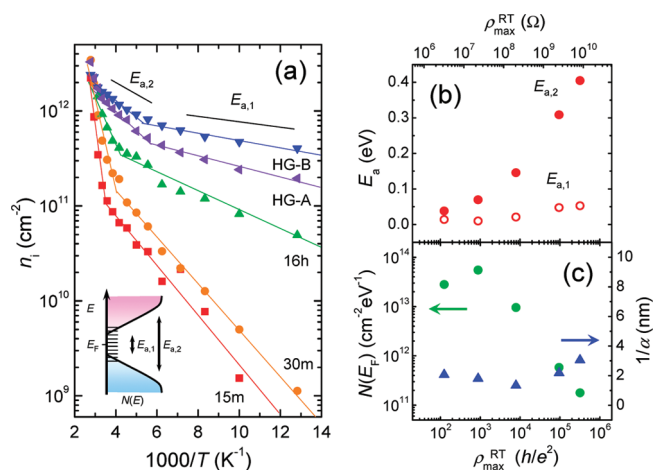 ρ_max^RT (Ω)
10^6 10^7 10^8 10^9 10^10
(a)
E_a,2
E_a,1
HG-B
HG-A
16h
30m
15m
n_i (cm^-2)
10^12
10^11
10^10
10^9
E
E_F
E_a,1
E_a,2
N(E)
2 4 6 8 10 12 14
1000/T (K^-1)
(b)
E_a,2
E_a,1
E_a (eV)
0.4
0.3
0.2
0.1
0.0
(c)
N(E_F) (cm^-2eV^-1)
10^14
10^13
10^12
10^11
1/α (nm)
10
8
6
4
2
0
10^2 10^3 10^4 10^5 10^6
ρ_max^RT (h/e^2)